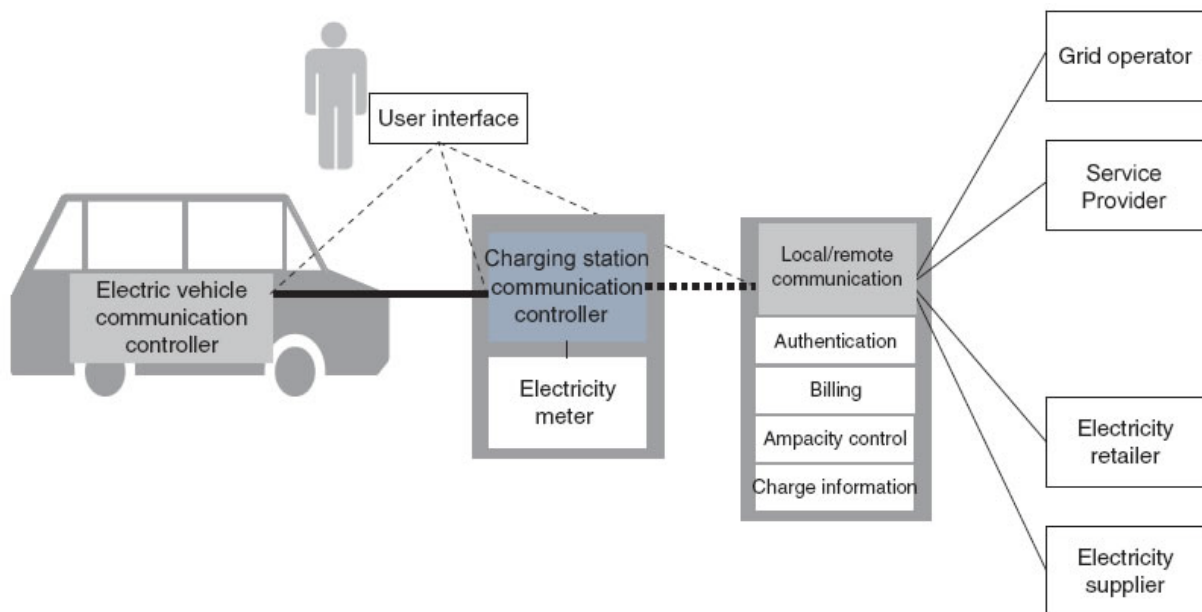 User interface
Electric vehicle
communication
controller
Charging station
communication
controller
Electricity
meter
Local/remote
communication
Authentication
Billing
Ampacity control
Charge information
Grid operator
Service
Provider
Electricity
retailer
Electricity
supplier